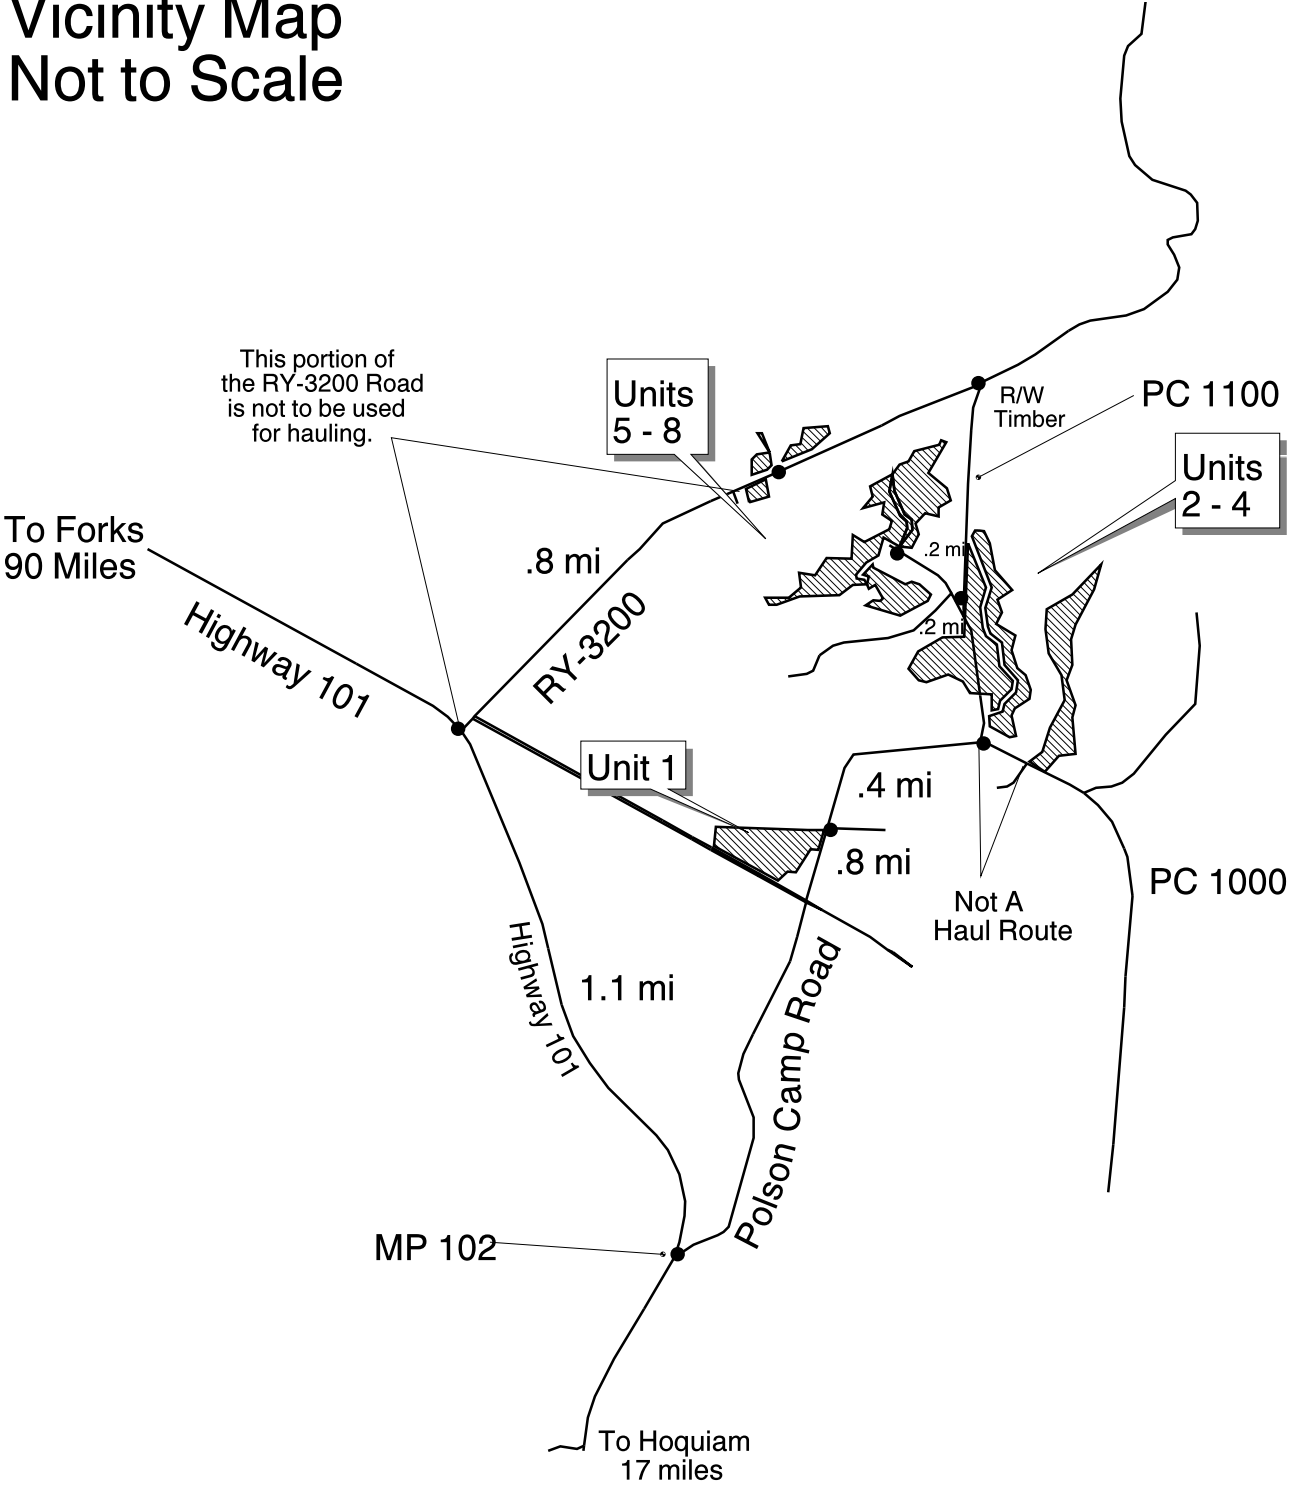 Vicinity Map
Not to Scale
This portion of
the RY-3200 Road
is not to be used
for hauling.
Units
5 - 8
R/W
Timber
PC 1100
Units
2 - 4
To Forks
90 Miles
.8 mi
.2 mi
RY-3200
.2 mi
Highway 101
Unit 1
.4 mi
.8 mi
PC 1000
Not A
Haul Route
Highway 101
1.1 mi
Polson Camp Road
MP 102
To Hoquiam
17 miles